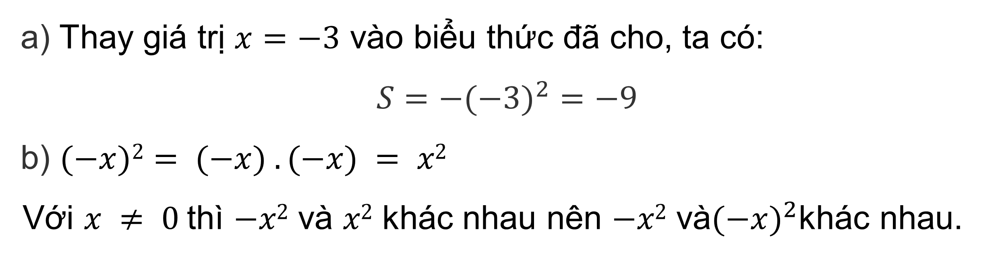 a) Thay giá trị x = −3 vào biểu thức đã cho, ta có:
S = −(−3)² = −9
b) (−x)² = (−x) . (−x) = x²
Với x ≠ 0 thì −x² và x² khác nhau nên −x² và(−x)²khác nhau.